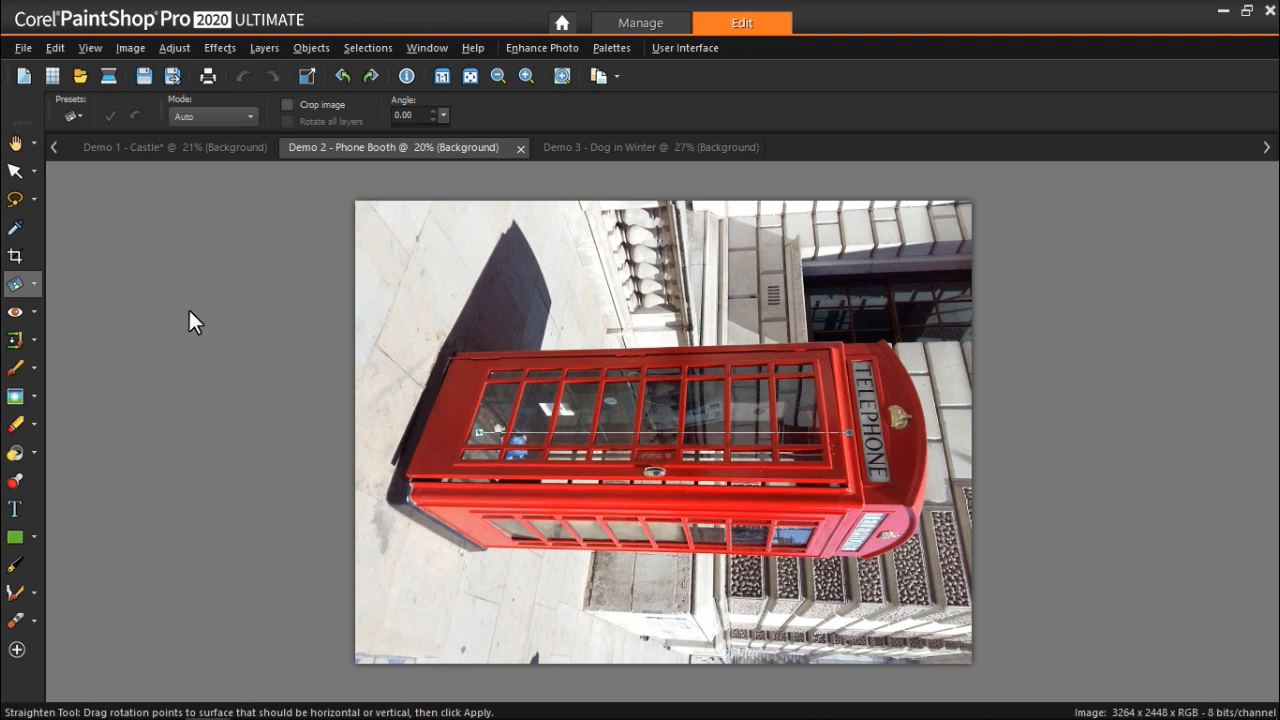 Corel PaintShop Pro 2020 ULTIMATE
Manage
Edit
File Edit View Image Adjust Effects Layers Objects Selections Window Help Enhance Photo Palettes User Interface
1:1
Presets:
Mode:
Auto
Crop image
Rotate all layers
Angle:
0.00
Demo 1 - Castle* @ 21% (Background)
Demo 2 - Phone Booth @ 20% (Background)
Demo 3 - Dog in Winter @ 27% (Background)
TELEPHONE
T
Straighten Tool: Drag rotation points to surface that should be horizontal or vertical, then click Apply.
Image: 3264 x 2448 x RGB - 8 bits/channel